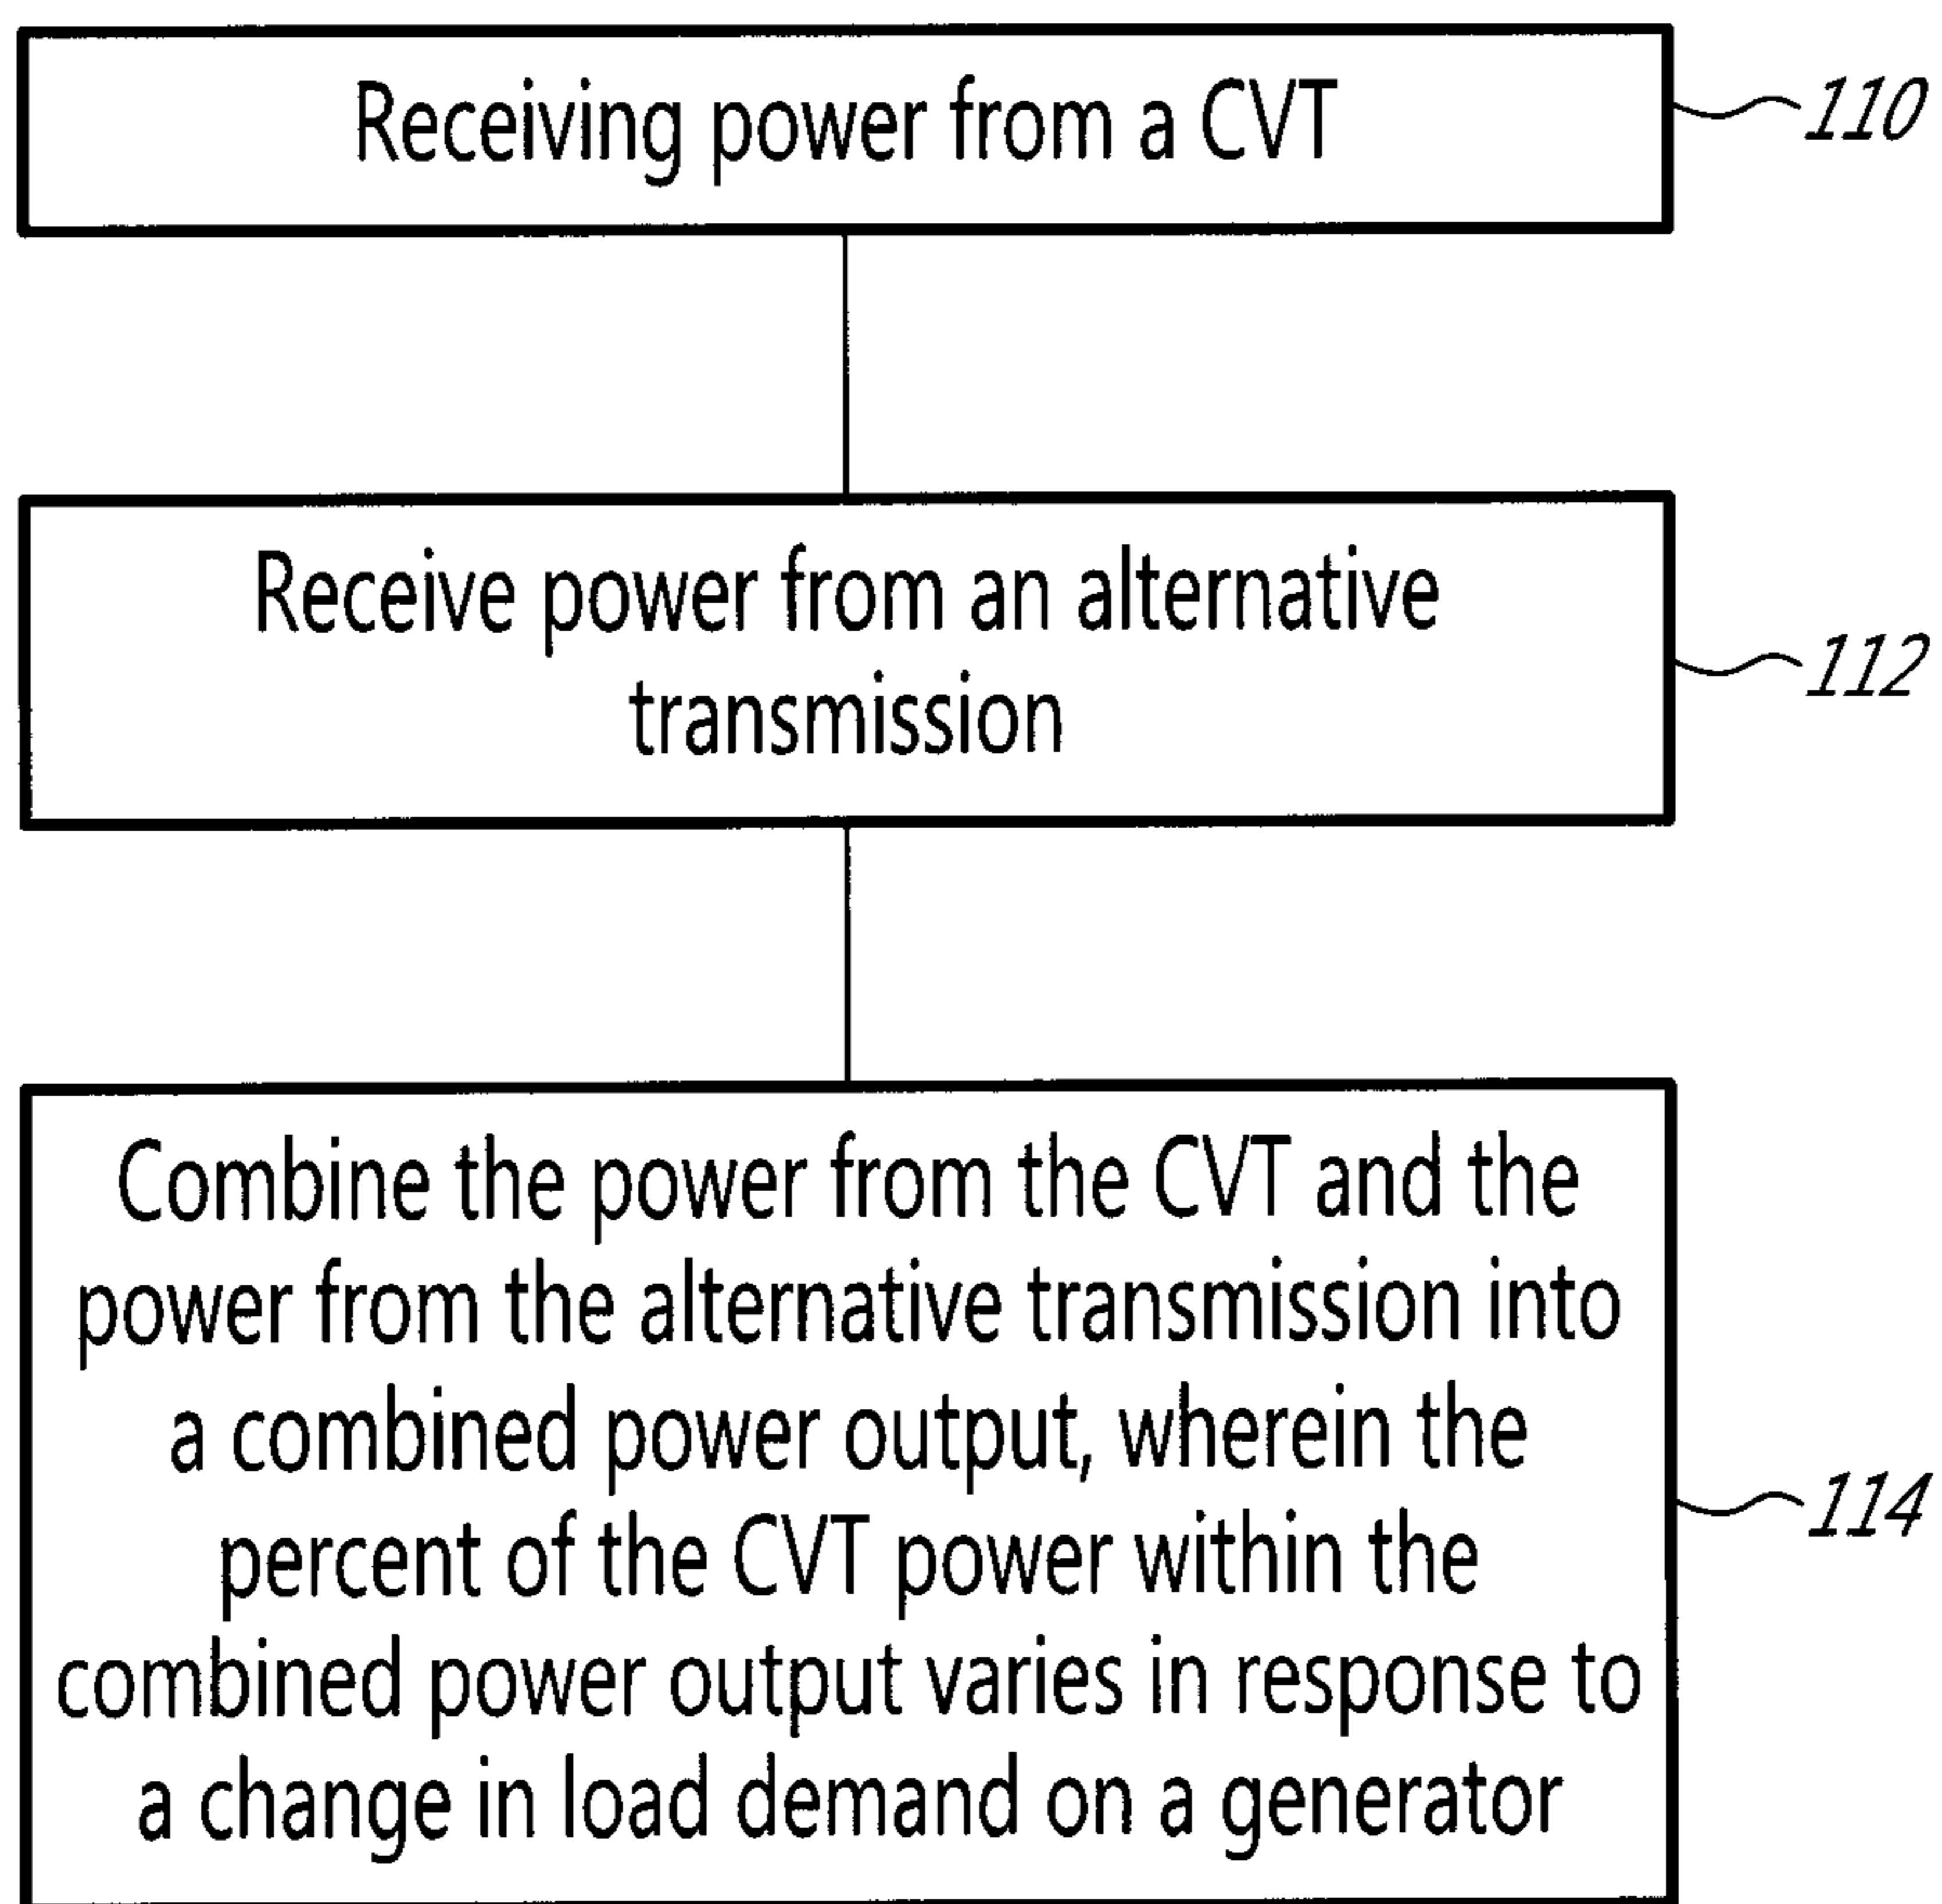 Receiving power from a CVT
110
Receive power from an alternative
transmission
112
Combine the power from the CVT and the
power from the alternative transmission into
a combined power output, wherein the
percent of the CVT power within the
combined power output varies in response to
a change in load demand on a generator
114